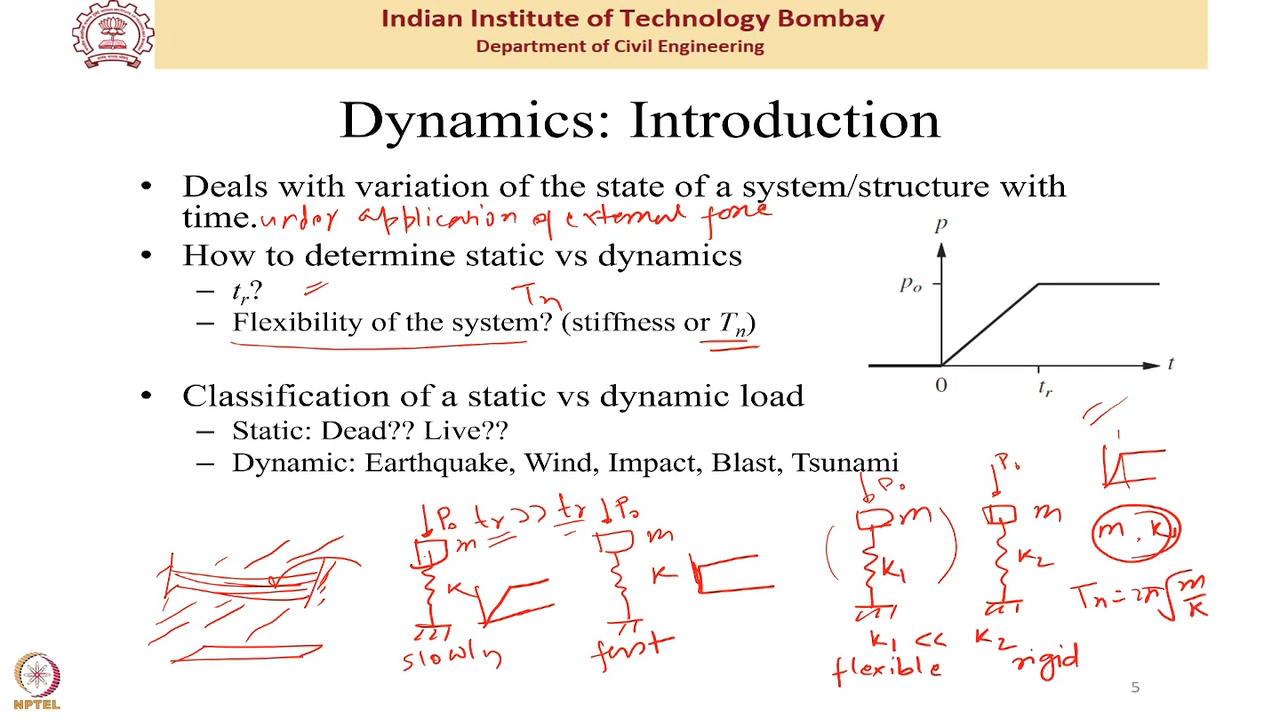 Indian Institute of Technology Bombay
Department of Civil Engineering
Dynamics: Introduction
• Deals with variation of the state of a system/structure with
time. under application of external force
• How to determine static vs dynamics
– tr?
Tn
– Flexibility of the system? (stiffness or Tn)
• Classification of a static vs dynamic load
– Static: Dead?? Live??
– Dynamic: Earthquake, Wind, Impact, Blast, Tsunami
p
po
0
tr
t
Po tr >> tr Po
m
m
K
K
slowly
fast
Po
m
K1
Po
m
K2
K1 << K2
flexible
rigid
m, K
Tn = 2π√m/K
NPTEL
5